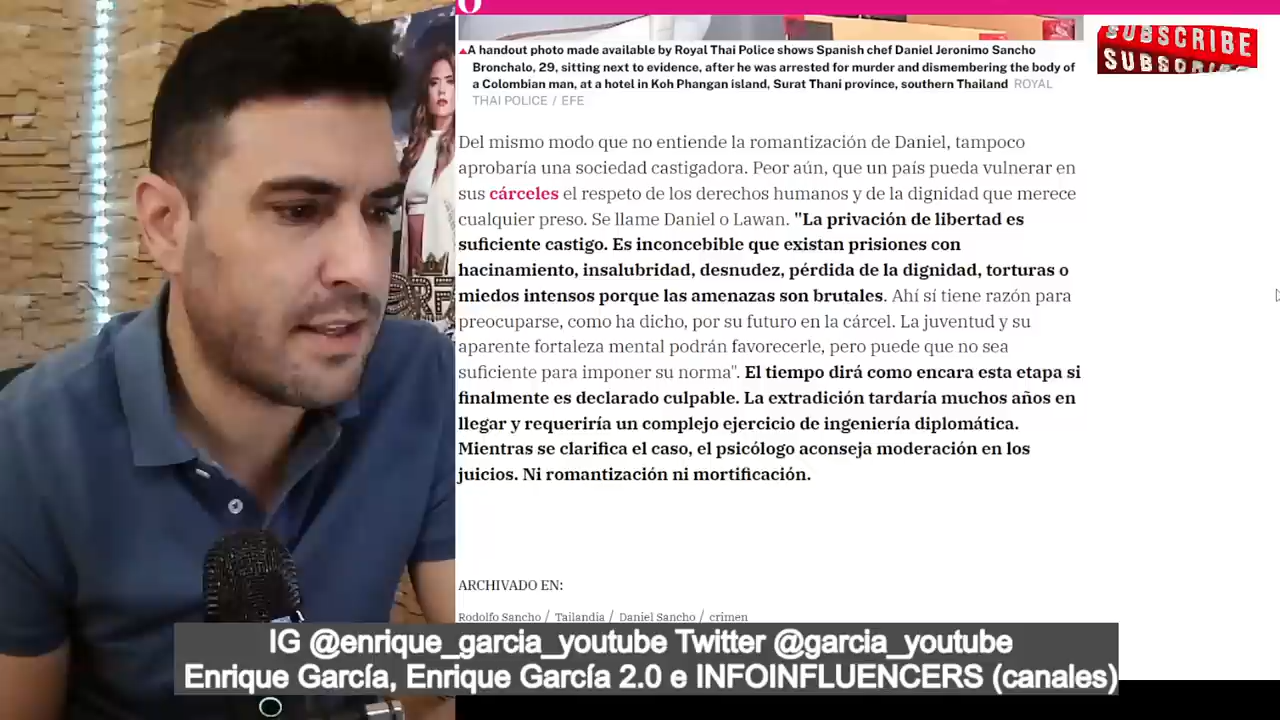 SUBSCRIBE
SUBSCRIBE
A handout photo made available by Royal Thai Police shows Spanish chef Daniel Jeronimo Sancho
Bronchalo, 29, sitting next to evidence, after he was arrested for murder and dismembering the body of
a Colombian man, at a hotel in Koh Phangan island, Surat Thani province, southern Thailand ROYAL
THAI POLICE / EFE
Del mismo modo que no entiende la romantización de Daniel, tampoco
aprobaría una sociedad castigadora. Peor aún, que un país pueda vulnerar en
sus cárceles el respeto de los derechos humanos y de la dignidad que merece
cualquier preso. Se llame Daniel o Lawan. "La privación de libertad es
suficiente castigo. Es inconcebible que existan prisiones con
hacinamiento, insalubridad, desnudez, pérdida de la dignidad, torturas o
miedos intensos porque las amenazas son brutales. Ahí sí tiene razón para
preocuparse, como ha dicho, por su futuro en la cárcel. La juventud y su
aparente fortaleza mental podrán favorecerle, pero puede que no sea
suficiente para imponer su norma". El tiempo dirá como encara esta etapa si
finalmente es declarado culpable. La extradición tardaría muchos años en
llegar y requeriría un complejo ejercicio de ingeniería diplomática.
Mientras se clarifica el caso, el psicólogo aconseja moderación en los
juicios. Ni romantización ni mortificación.
ARCHIVADO EN:
Rodolfo Sancho / Tailandia / Daniel Sancho / crimen
IG @enrique_garcia_youtube Twitter @garcia_youtube
Enrique García, Enrique García 2.0 e INFOINFLUENCERS (canales)